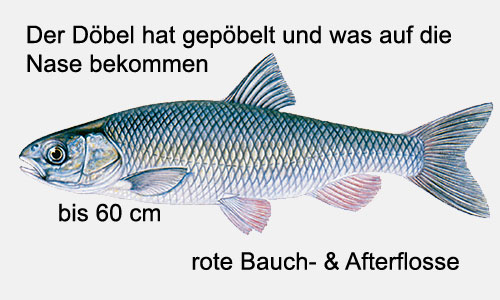 Der Döbel hat gepöbelt und was auf die
Nase bekommen
bis 60 cm
rote Bauch- & Afterflosse